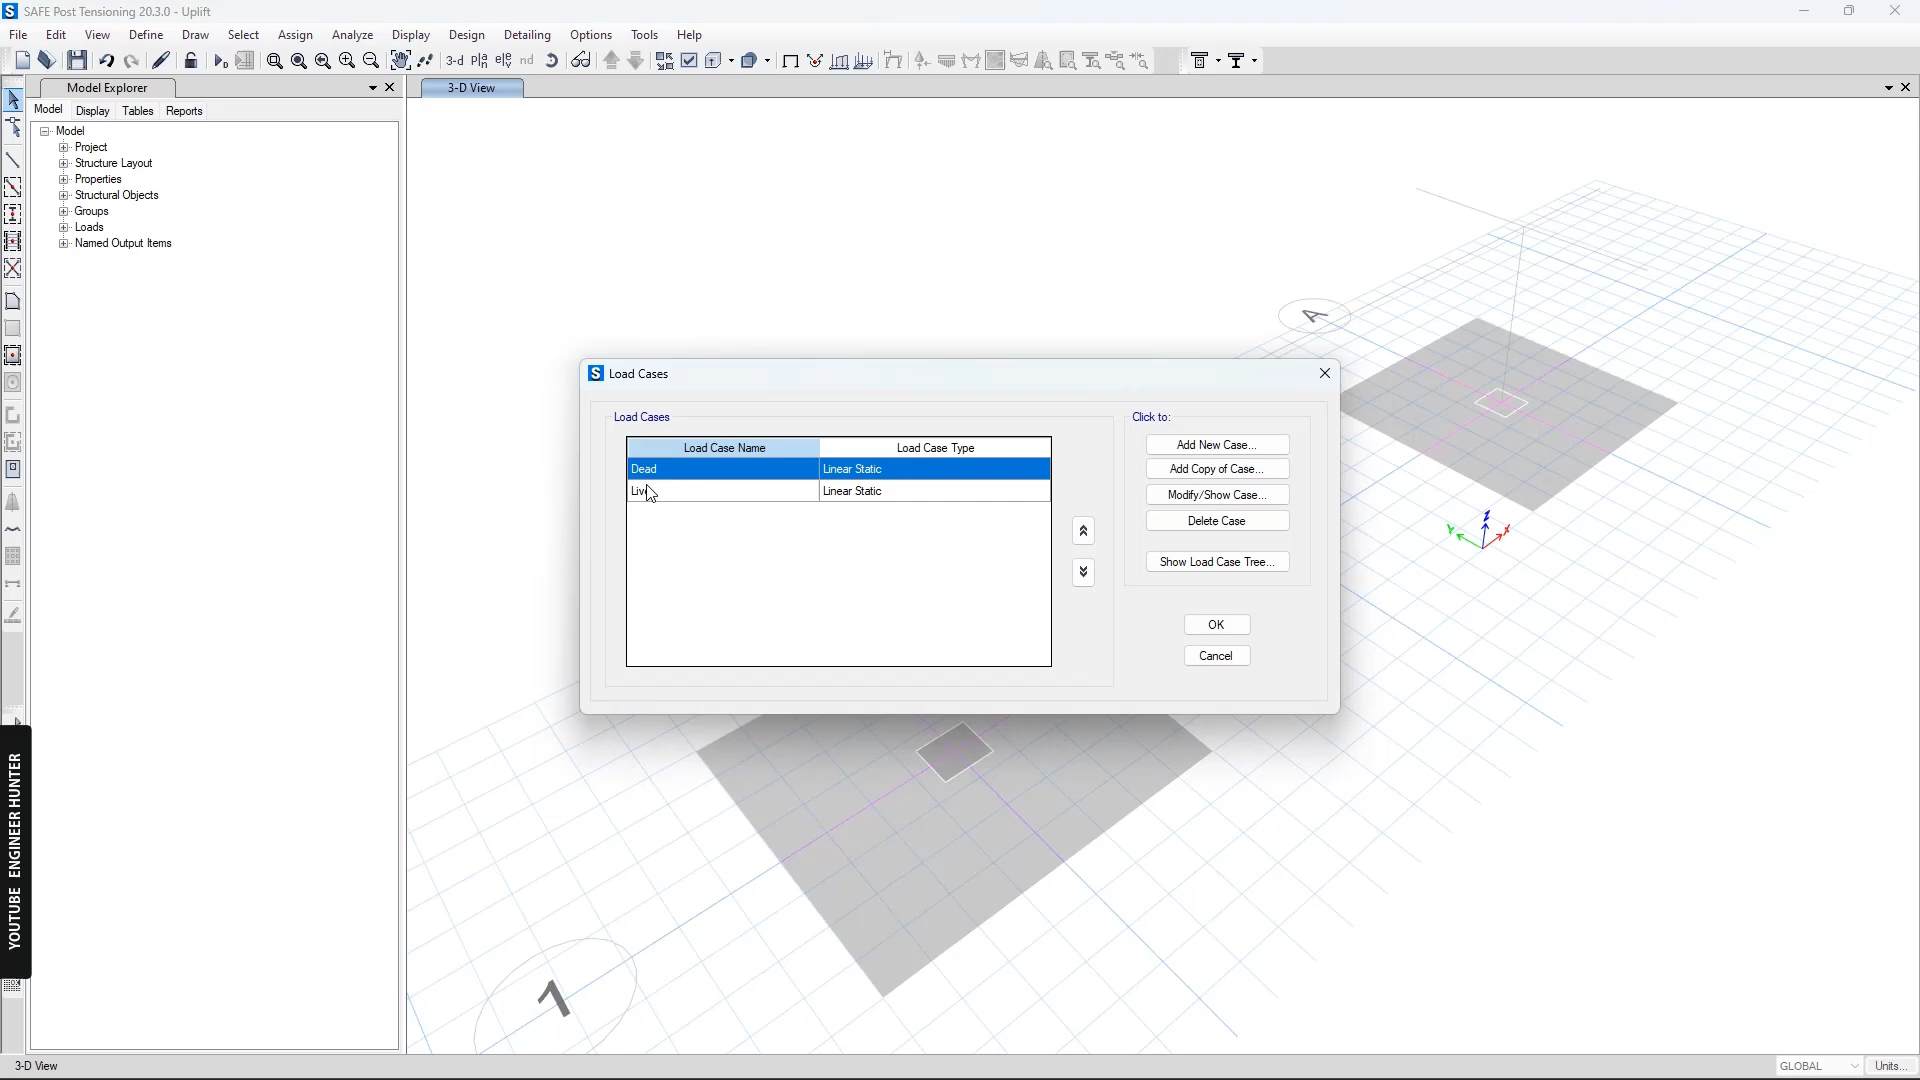 SAFE Post Tensioning 20.3.0 - Uplift
File Edit View Define Draw Select Assign Analyze Display Design Detailing Options Tools Help
3-d nd
Model Explorer
3-D View
Model Display Tables Reports
Model
Project
Structure Layout
Properties
Structural Objects
Groups
Loads
Named Output Items
A
Load Cases
Load Cases
Load Case Name Load Case Type
Dead Linear Static
Live Linear Static
Click to:
Add New Case...
Add Copy of Case...
Modify/Show Case...
Delete Case
Show Load Case Tree...
OK
Cancel
Z
Y X
1
YOUTUBE ENGINEER HUNTER
3-D View
GLOBAL Units...